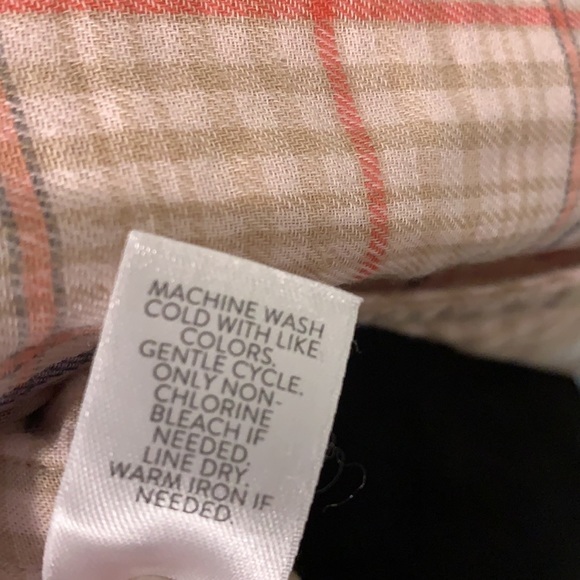 MACHINE WASH
COLD WITH LIKE
COLORS.
GENTLE CYCLE.
ONLY NON-
CHLORINE
BLEACH IF
NEEDED.
LINE DRY.
WARM IRON IF
NEEDED.